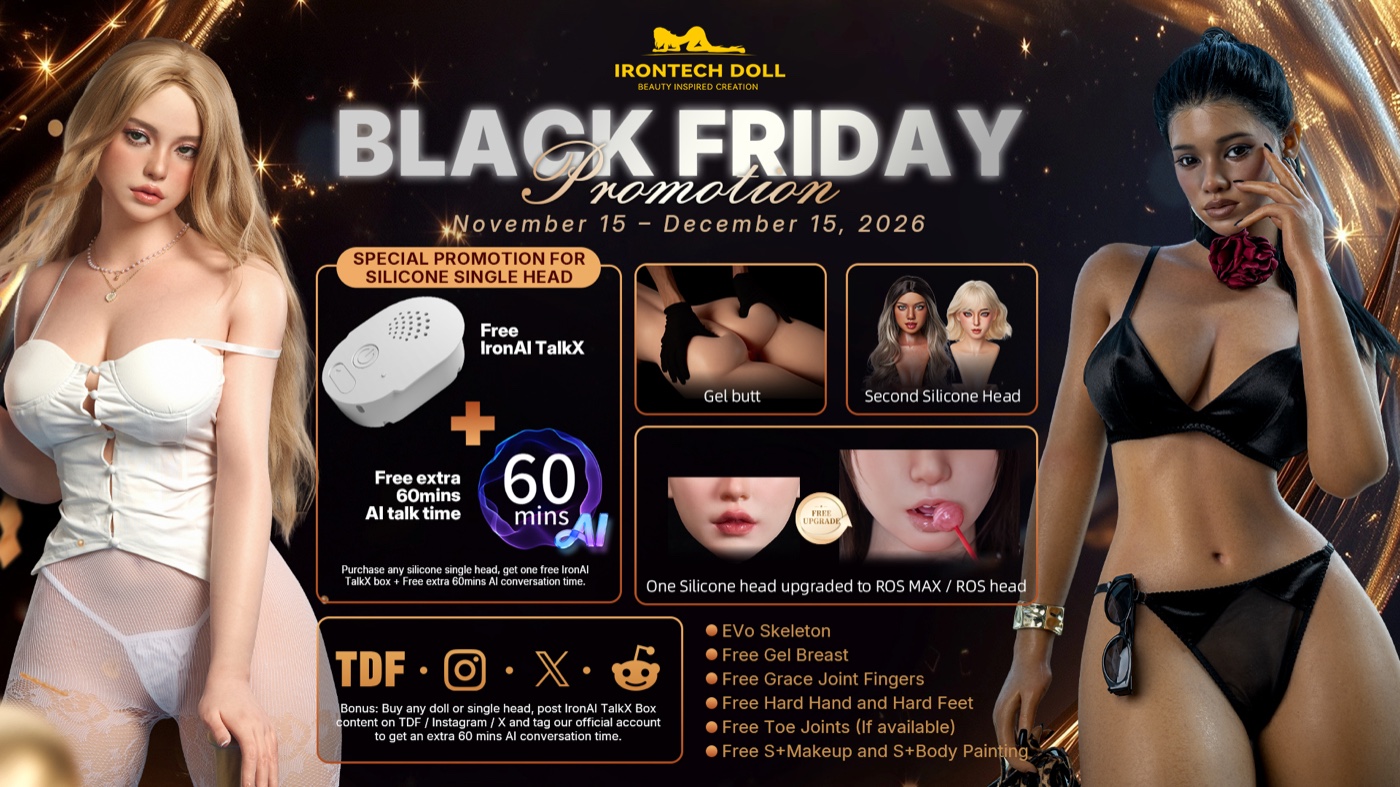 IRONTECH DOLL
BEAUTY INSPIRED CREATION
BLACK FRIDAY
Promotion
November 15 – December 15, 2026
SPECIAL PROMOTION FOR
SILICONE SINGLE HEAD
Free
IronAI TalkX
Free extra
60mins
AI talk time
60
mins
AI
Purchase any silicone single head, get one free IronAI
TalkX box + Free extra 60mins AI conversation time.
Gel butt
Second Silicone Head
FREE
UPGRADE
One Silicone head upgraded to ROS MAX / ROS head
TDF
Bonus: Buy any doll or single head, post IronAI TalkX Box
content on TDF / Instagram / X and tag our official account
to get an extra 60 mins AI conversation time.
EVo Skeleton
Free Gel Breast
Free Grace Joint Fingers
Free Hard Hand and Hard Feet
Free Toe Joints (If available)
Free S+Makeup and S+Body Painting